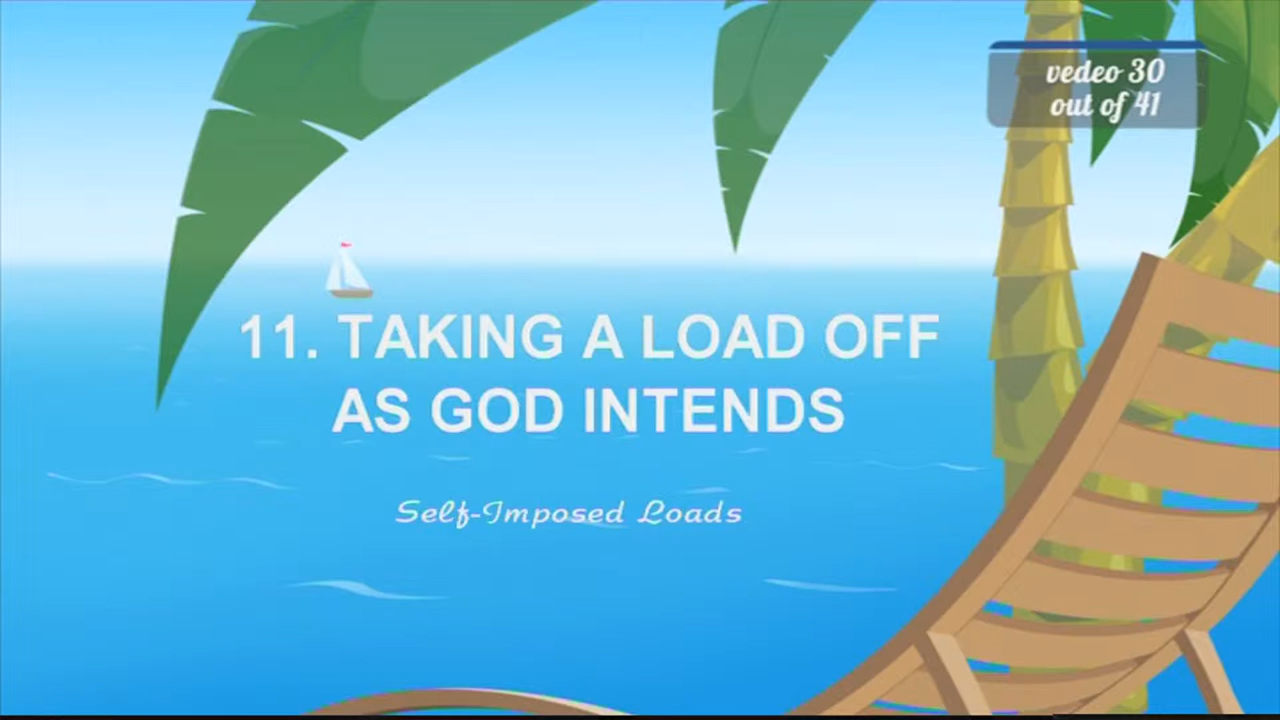 vedeo 30
out of 41
11. TAKING A LOAD OFF
AS GOD INTENDS
Self-Imposed Loads